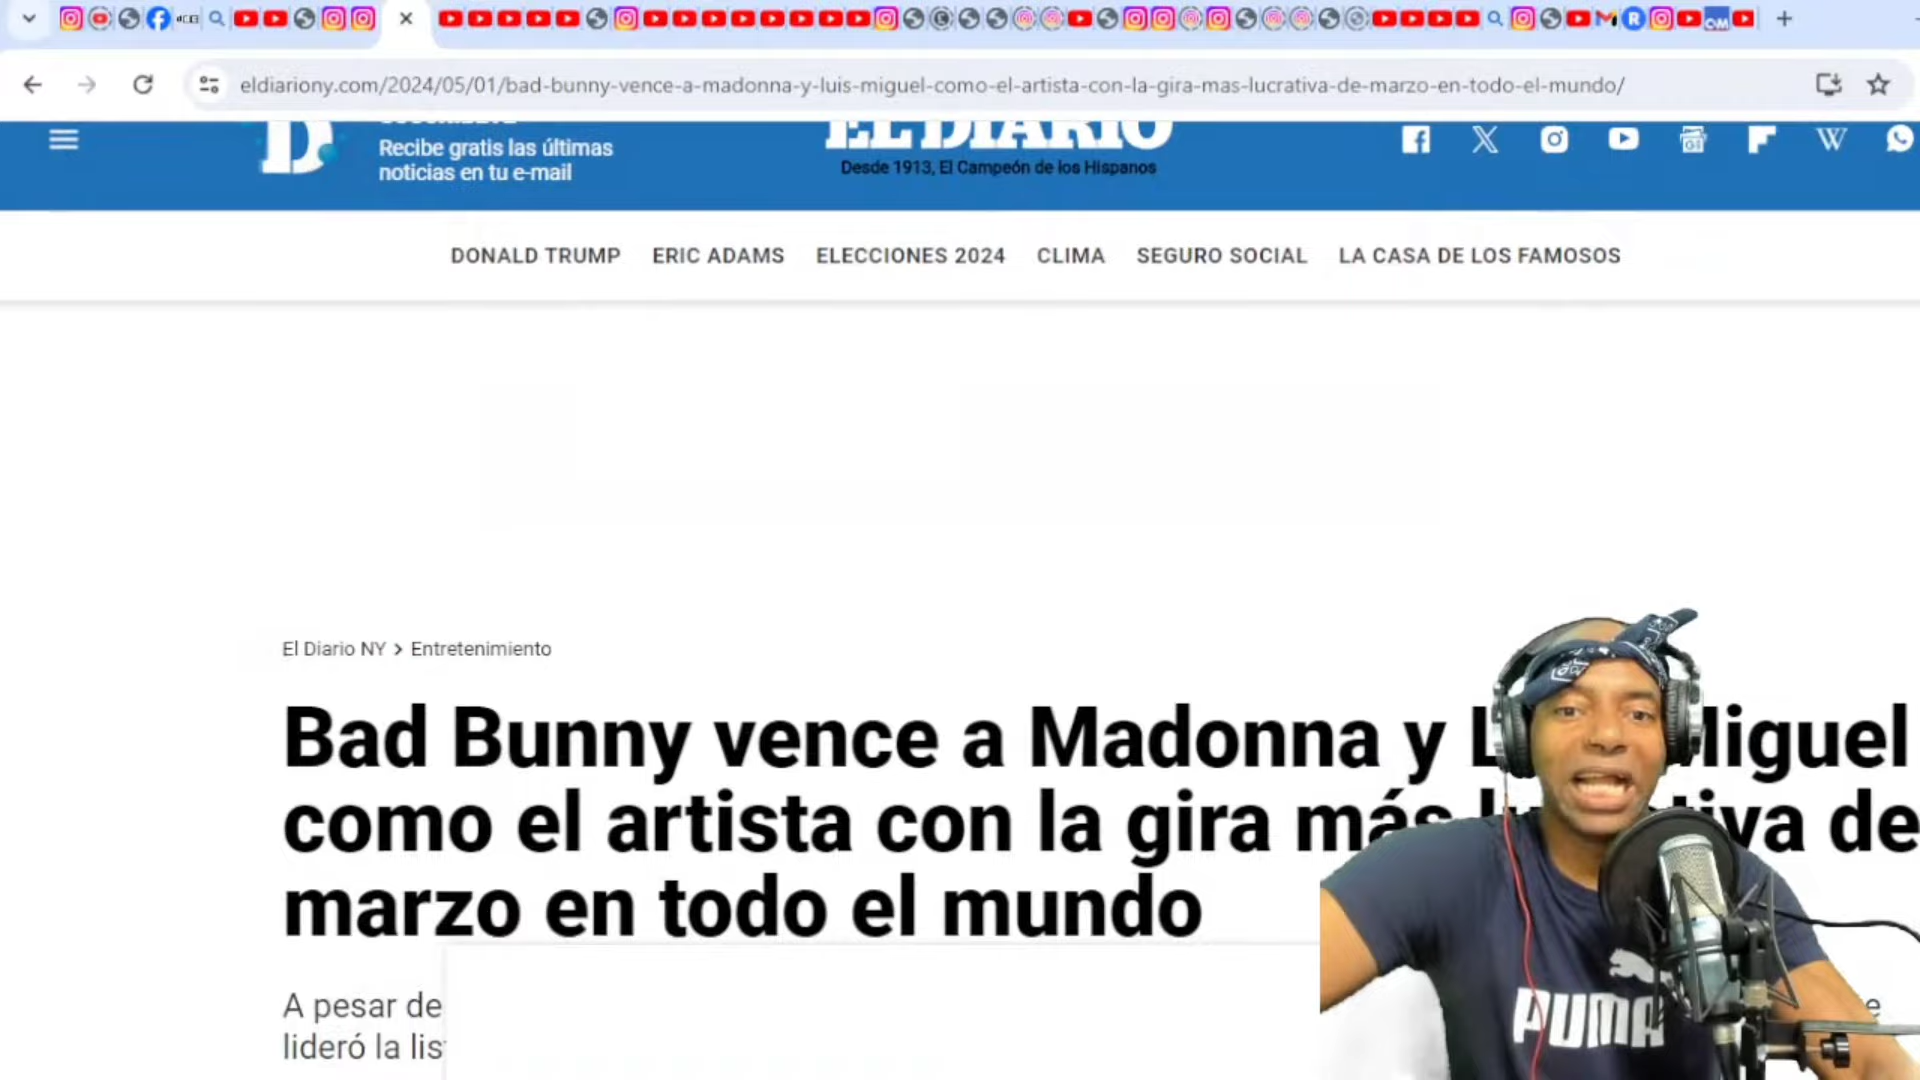 eldiariony.com/2024/05/01/bad-bunny-vence-a-madonna-y-luis-miguel-como-el-artista-con-la-gira-mas-lucrativa-de-marzo-en-todo-el-mundo/
Recibe gratis las últimas
noticias en tu e-mail
EL DIARIO
Desde 1913, El Campeón de los Hispanos
DONALD TRUMP ERIC ADAMS ELECCIONES 2024 CLIMA SEGURO SOCIAL LA CASA DE LOS FAMOSOS
El Diario NY > Entretenimiento
Bad Bunny vence a Madonna y Miguel
como el artista con la gira más de
marzo en todo el mundo
A pesar de
lideró la
PUMA